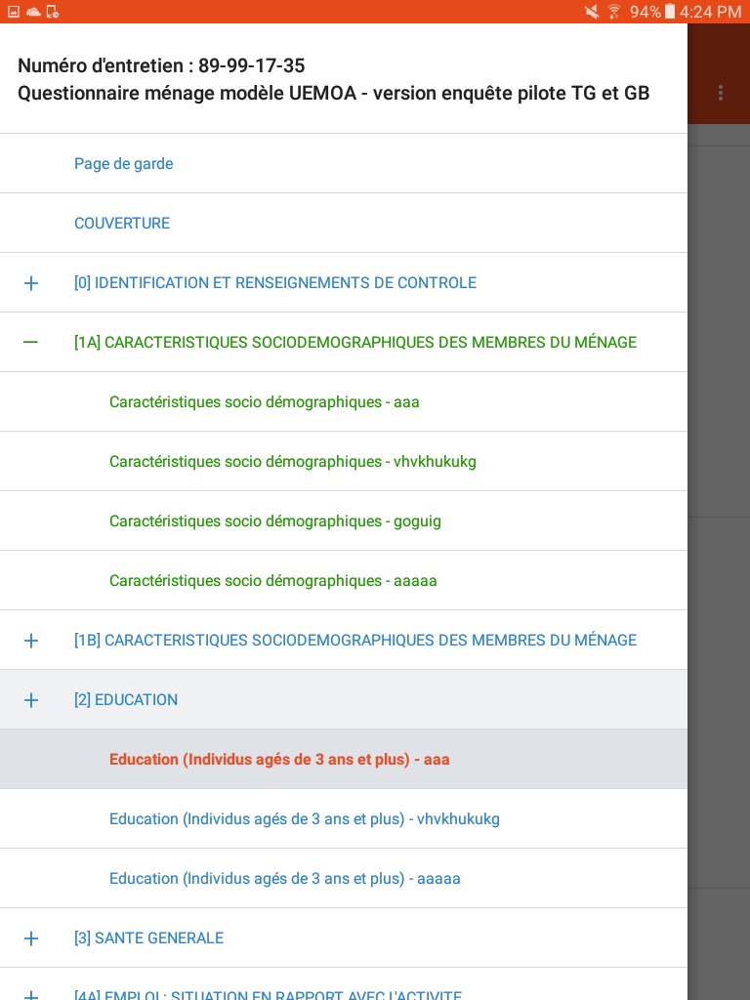 94% 4:24 PM
Numéro d'entretien : 89-99-17-35
Questionnaire ménage modèle UEMOA - version enquête pilote TG et GB
Page de garde
COUVERTURE
[0] IDENTIFICATION ET RENSEIGNEMENTS DE CONTROLE
[1A] CARACTERISTIQUES SOCIODEMOGRAPHIQUES DES MEMBRES DU MÉNAGE
Caractéristiques socio démographiques - aaa
Caractéristiques socio démographiques - vhvkhukukg
Caractéristiques socio démographiques - goguig
Caractéristiques socio démographiques - aaaaa
[1B] CARACTERISTIQUES SOCIODEMOGRAPHIQUES DES MEMBRES DU MÉNAGE
[2] EDUCATION
Education (Individus agés de 3 ans et plus) - aaa
Education (Individus agés de 3 ans et plus) - vhvkhukukg
Education (Individus agés de 3 ans et plus) - aaaaa
[3] SANTE GENERALE
[4A] EMPLOI : SITUATION EN RAPPORT AVEC L'ACTIVITE